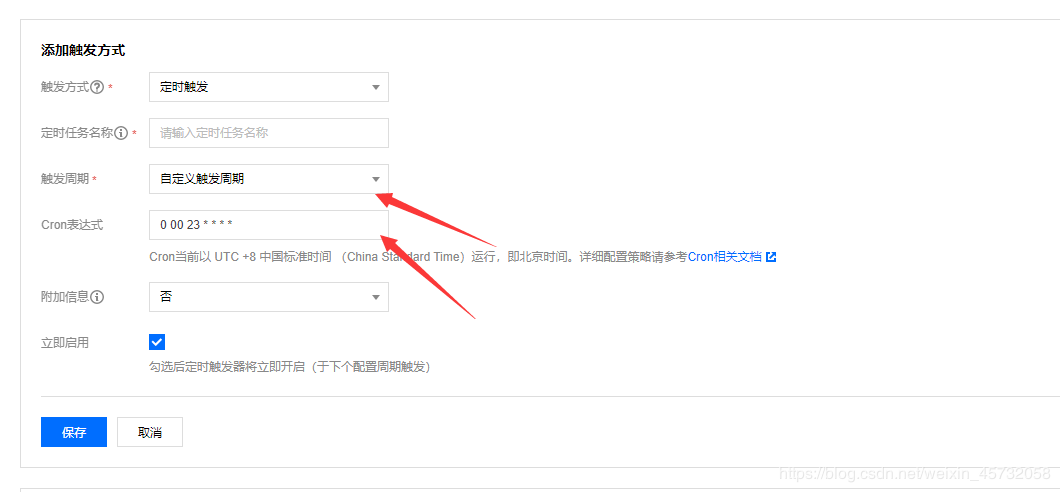 添加触发方式
触发方式 * 定时触发
定时任务名称 * 请输入定时任务名称
触发周期 * 自定义触发周期
Cron表达式 0 00 23 * * * *
Cron当前以 UTC +8 中国标准时间 （China Standard Time）运行，即北京时间。详细配置策略请参考Cron相关文档
附加信息 否
立即启用
勾选后定时触发器将立即开启（于下个配置周期触发）
保存 取消
https://blog.csdn.net/weixin_45732058